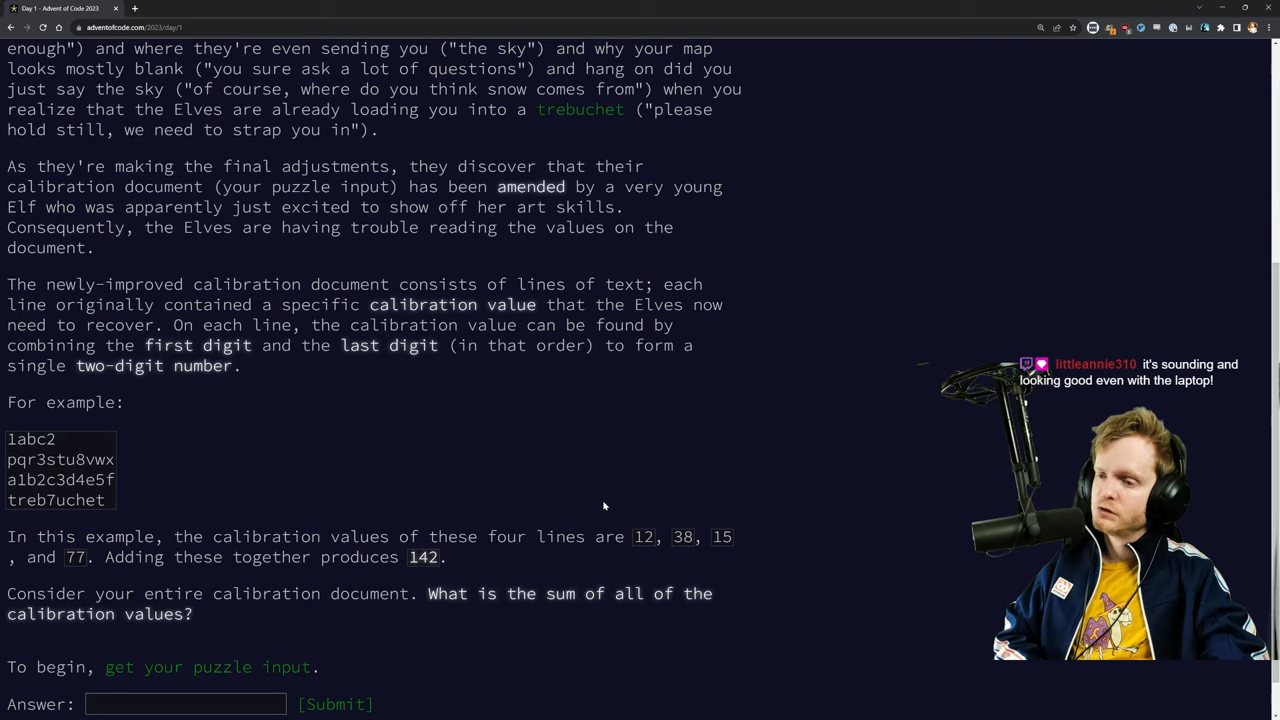 Day 1 - Advent of Code 2023
adventofcode.com/2023/day/1
enough") and where they're even sending you ("the sky") and why your map
looks mostly blank ("you sure ask a lot of questions") and hang on did you
just say the sky ("of course, where do you think snow comes from") when you
realize that the Elves are already loading you into a trebuchet ("please
hold still, we need to strap you in").
As they're making the final adjustments, they discover that their
calibration document (your puzzle input) has been amended by a very young
Elf who was apparently just excited to show off her art skills.
Consequently, the Elves are having trouble reading the values on the
document.
The newly-improved calibration document consists of lines of text; each
line originally contained a specific calibration value that the Elves now
need to recover. On each line, the calibration value can be found by
combining the first digit and the last digit (in that order) to form a
single two-digit number.
For example:
1abc2
pqr3stu8vwx
a1b2c3d4e5f
treb7uchet
In this example, the calibration values of these four lines are 12, 38, 15
, and 77. Adding these together produces 142.
Consider your entire calibration document. What is the sum of all of the
calibration values?
To begin, get your puzzle input.
Answer: [Submit]
littleannie310 it's sounding and
looking good even with the laptop!